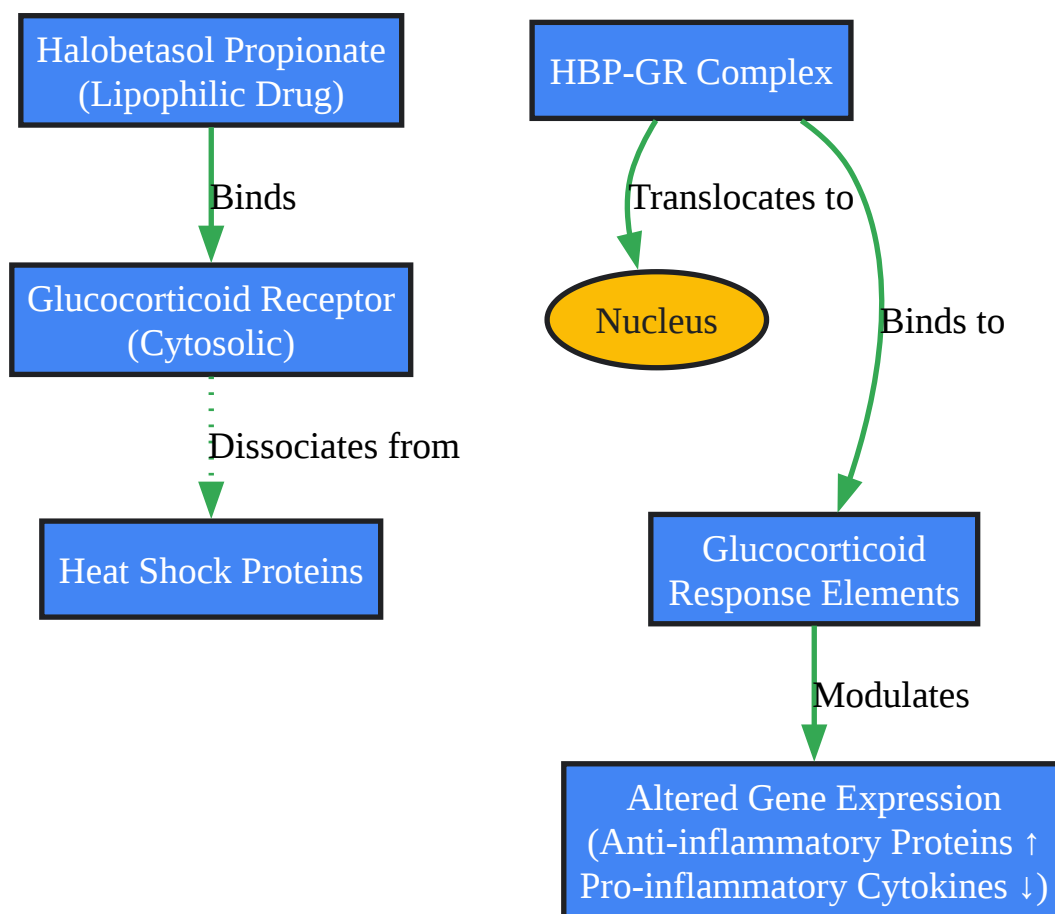 Halobetasol Propionate
(Lipophilic Drug)
Binds
Glucocorticoid Receptor
(Cytosolic)
Dissociates from
Heat Shock Proteins
HBP-GR Complex
Translocates to
Nucleus
Binds to
Glucocorticoid
Response Elements
Modulates
Altered Gene Expression
(Anti-inflammatory Proteins ↑
Pro-inflammatory Cytokines ↓)